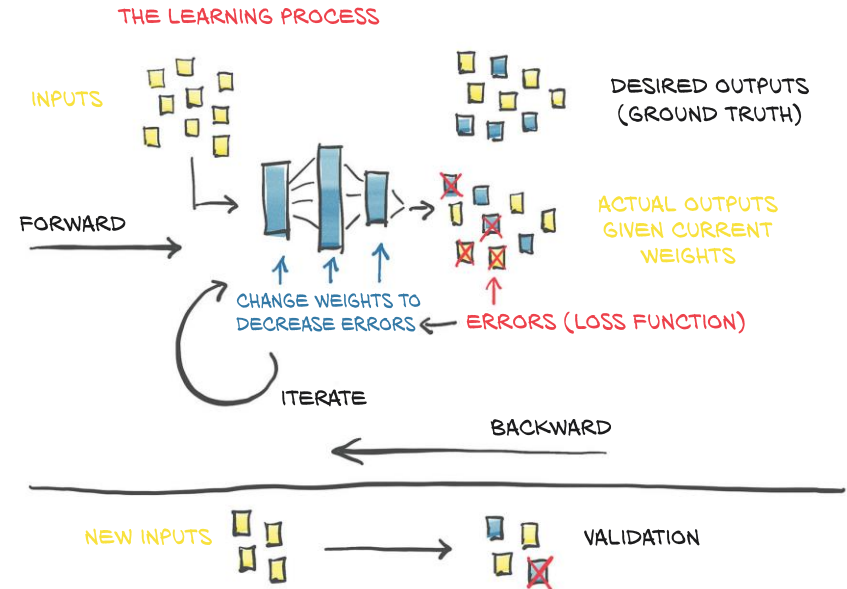 THE LEARNING PROCESS
INPUTS
DESIRED OUTPUTS
(GROUND TRUTH)
FORWARD
ACTUAL OUTPUTS
GIVEN CURRENT
WEIGHTS
CHANGE WEIGHTS TO
DECREASE ERRORS
ERRORS (LOSS FUNCTION)
ITERATE
BACKWARD
NEW INPUTS
VALIDATION